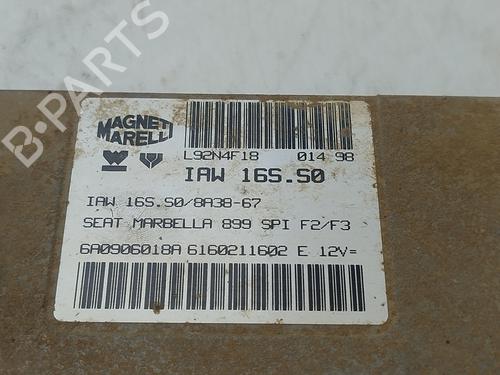 MAGNETI
MARELLI
L92N4F18 014 98
IAW 16S.S0
IAW 16S.S0/8A38-67
SEAT MARBELLA 899 SPI F2/F3
6A0906018A 6160211602 E 12V=
B-PARTS